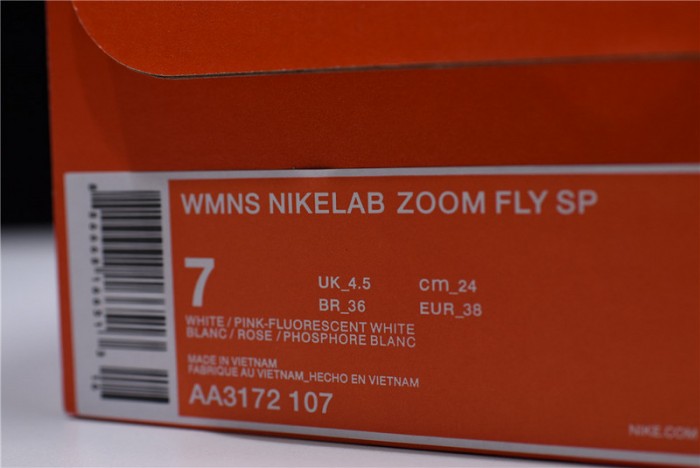 WMNS NIKELAB ZOOM FLY SP
7
UK_4.5 cm_24
BR_36 EUR_38
WHITE / PINK-FLUORESCENT WHITE
BLANC / ROSE / PHOSPHORE BLANC
MADE IN VIETNAM
FABRIQUE AU VIETNAM_HECHO EN VIETNAM
AA3172 107
NIKE.COM